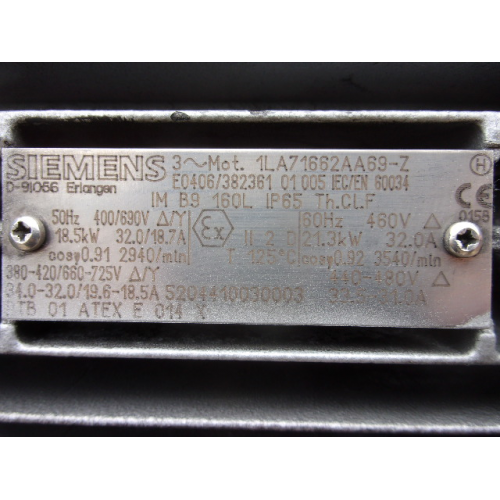 SIEMENS 3~Mot. 1LA71662AA69-Z H
D-91056 Erlangen E0406/382361 01 005 IEC/EN 60034
IM B9 160L IP65 Th.Cl.F
50Hz 400/690V Δ/Y Ex II 2 D 60Hz 460V Δ 0158
18.5kW 32.0/18.7A 21.3kW 32.0A
cosφ0.91 2940/min T 125°C cosφ0.92 3540/min
380-420/660-725V Δ/Y 440-480V Δ
34.0-32.0/19.6-18.5A 5204410030003
TB 01 ATEX E 014 X